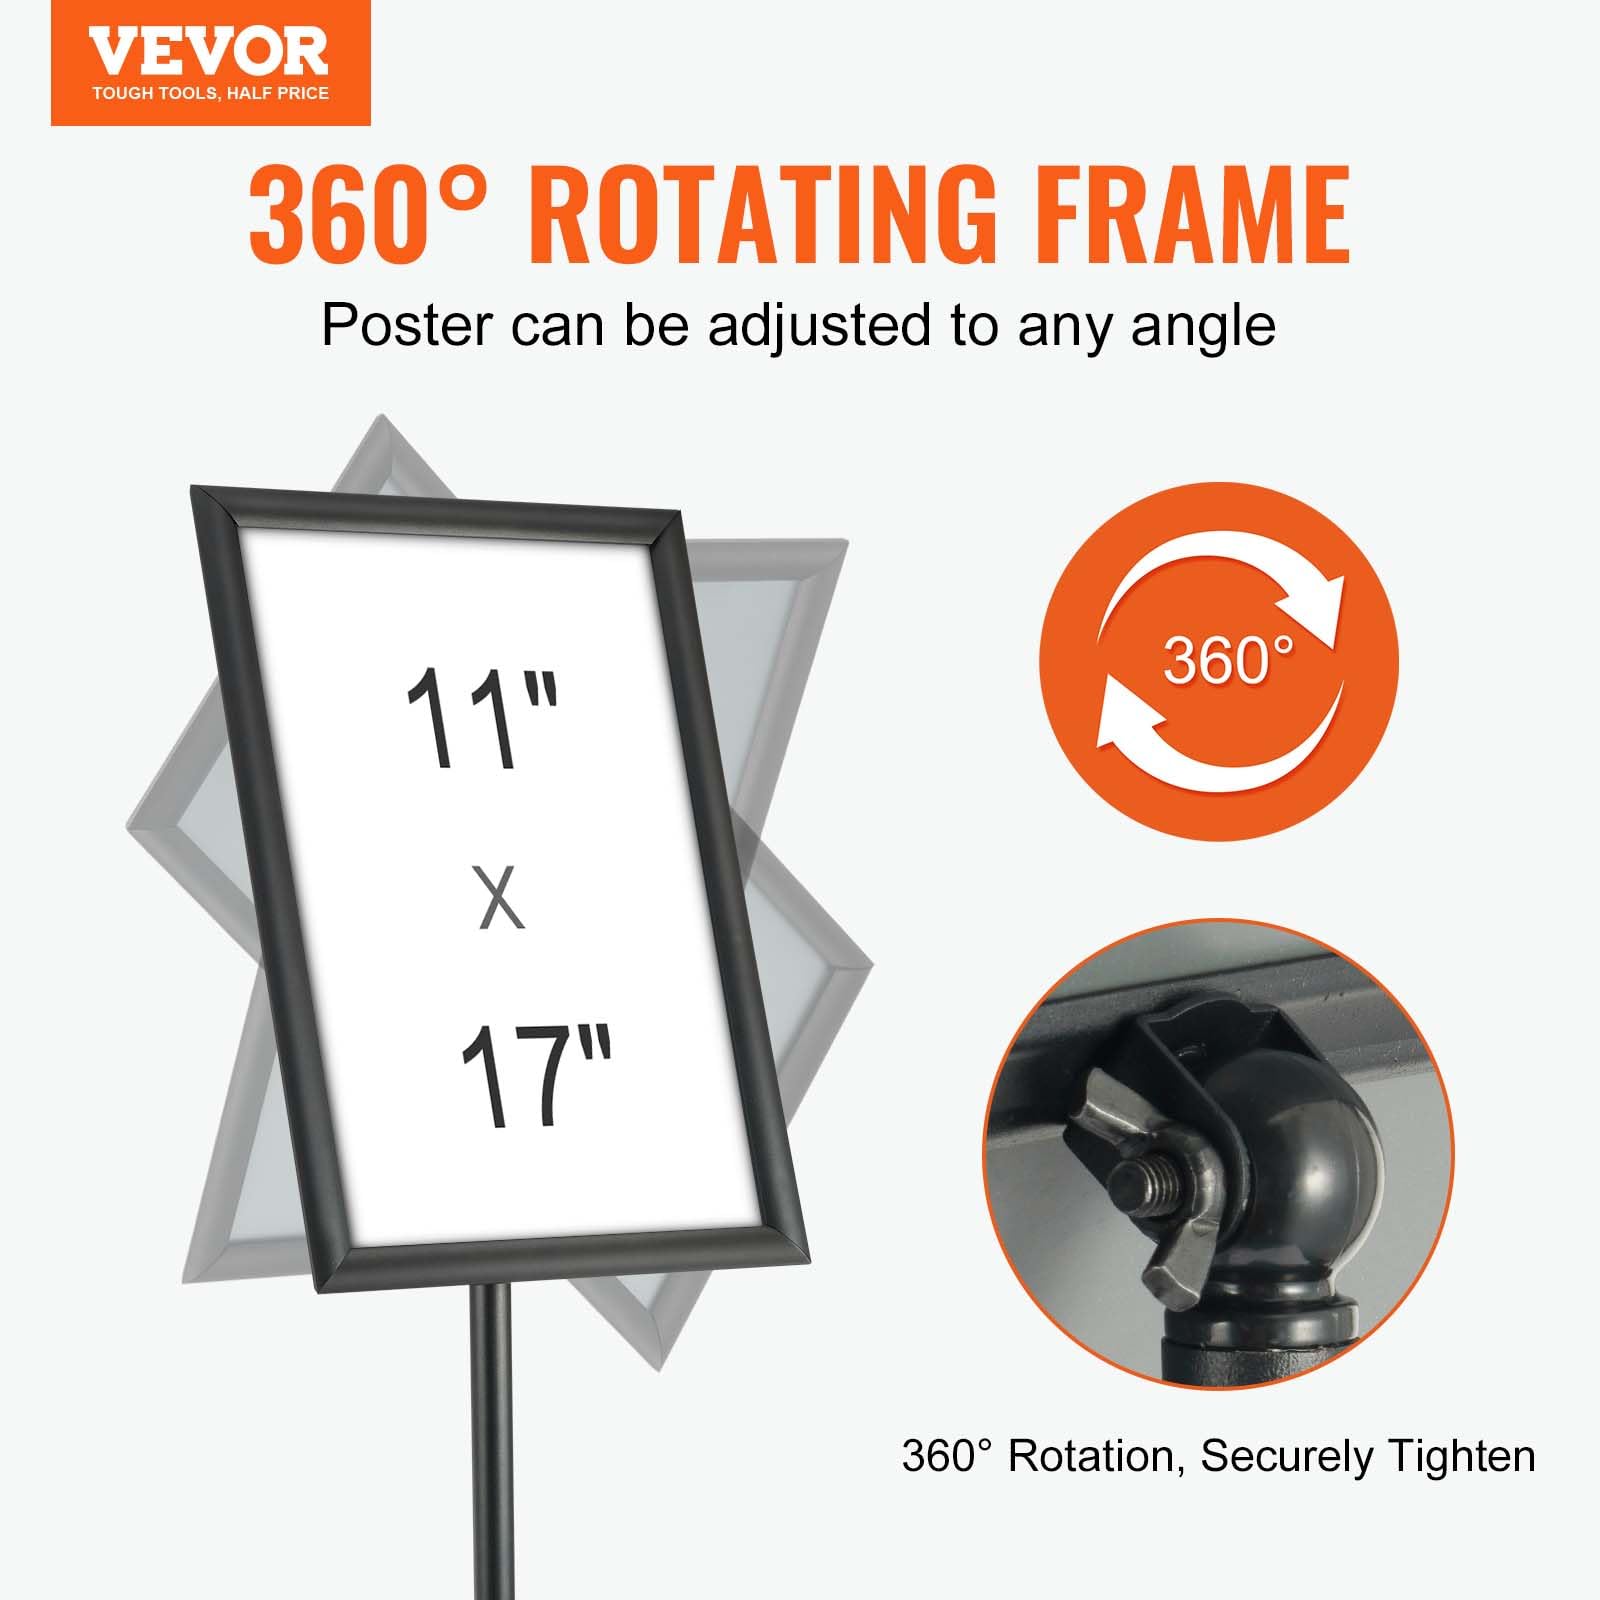 VEVOR
TOUGH TOOLS, HALF PRICE
360° ROTATING FRAME
Poster can be adjusted to any angle
11"
X
17"
360°
360° Rotation, Securely Tighten